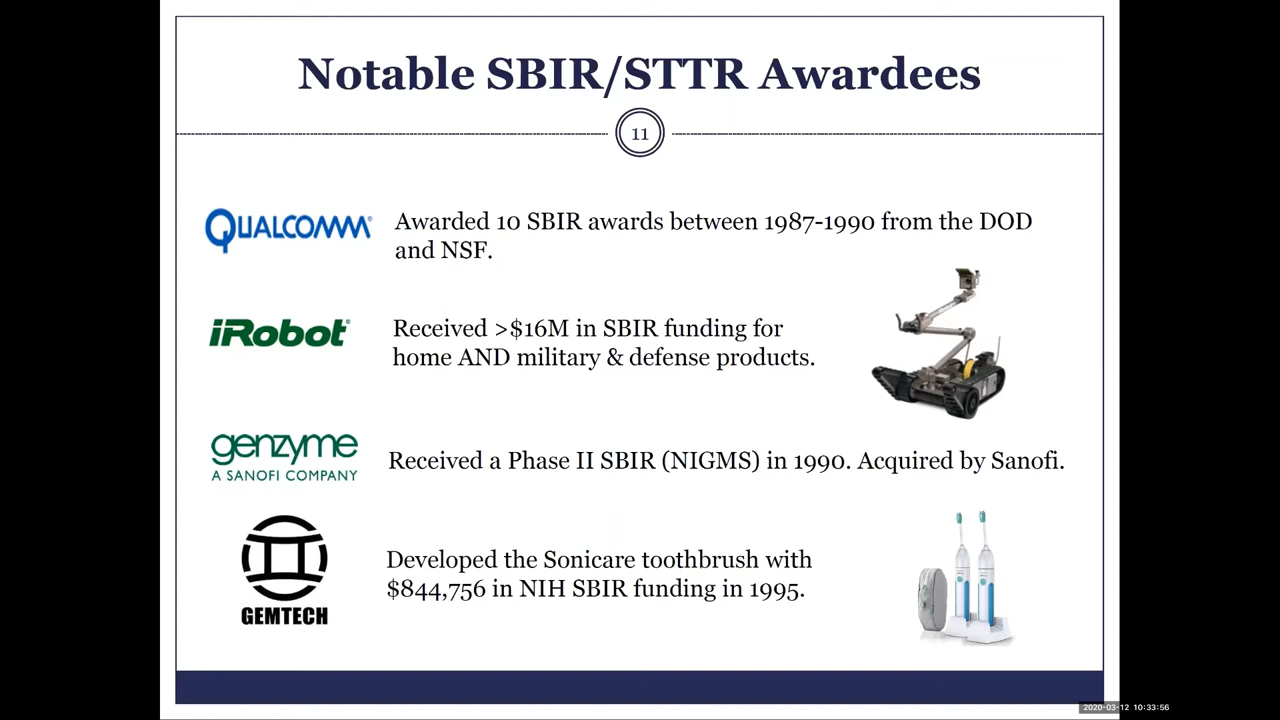 Notable SBIR/STTR Awardees
11
QUALCOMM®
Awarded 10 SBIR awards between 1987-1990 from the DOD
and NSF.
iRobot®
Received >$16M in SBIR funding for
home AND military & defense products.
genzyme
A SANOFI COMPANY
Received a Phase II SBIR (NIGMS) in 1990. Acquired by Sanofi.
GEMTECH
Developed the Sonicare toothbrush with
$844,756 in NIH SBIR funding in 1995.
2020-03-12 10:33:56